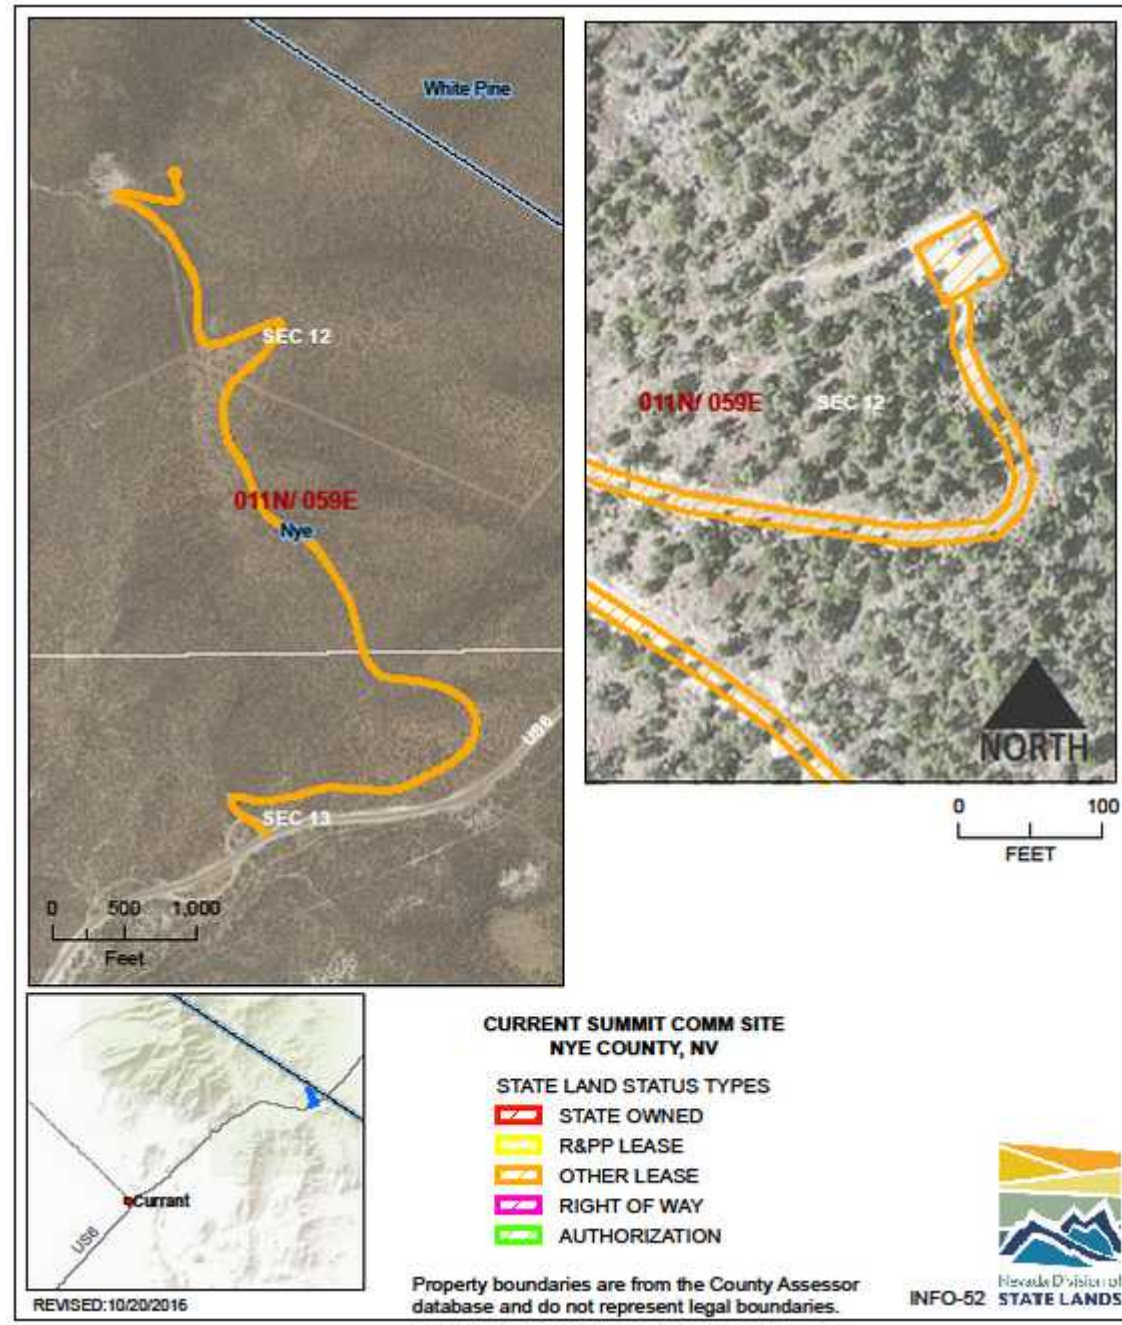 White Pine
SEC 12
011N/ 059E
Nye
US6
SEC 13
0 500 1,000
Feet
011N/ 059E SEC 12
NORTH
0 100
FEET
Currant
US6
REVISED:10/20/2016
CURRENT SUMMIT COMM SITE
NYE COUNTY, NV
STATE LAND STATUS TYPES
STATE OWNED
R&PP LEASE
OTHER LEASE
RIGHT OF WAY
AUTHORIZATION
Property boundaries are from the County Assessor
database and do not represent legal boundaries.
INFO-52
Nevada Division of
STATE LANDS